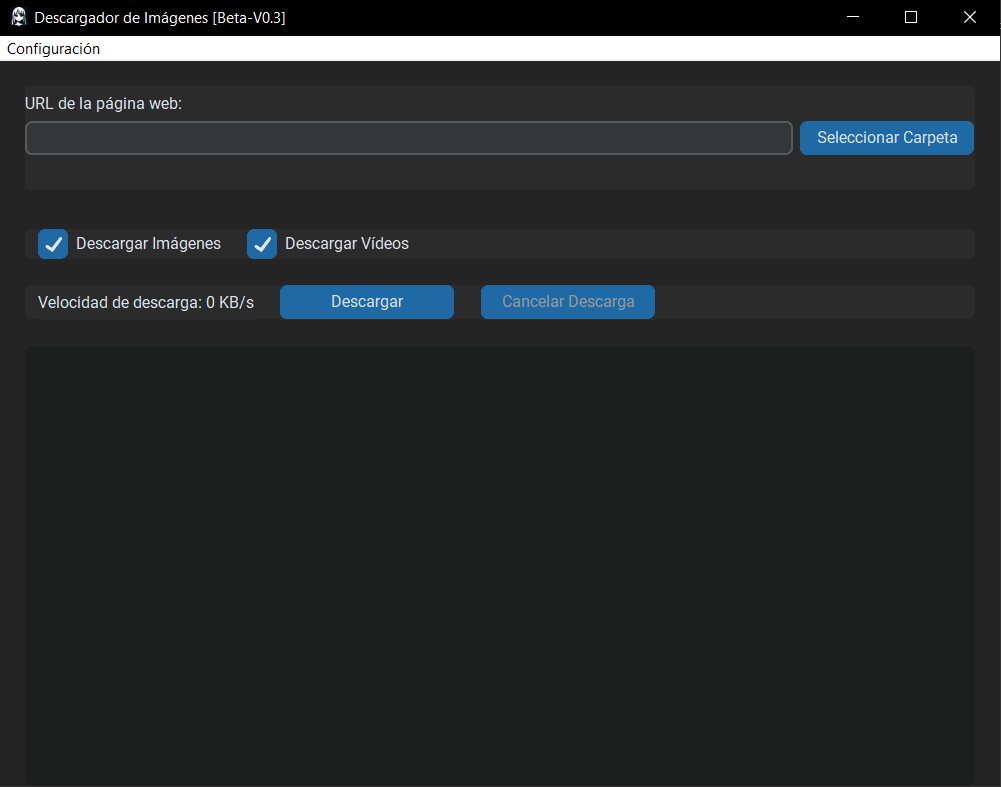 Descargador de Imágenes [Beta-V0.3]
Configuración
URL de la página web:
Seleccionar Carpeta
Descargar Imágenes
Descargar Vídeos
Velocidad de descarga: 0 KB/s
Descargar
Cancelar Descarga